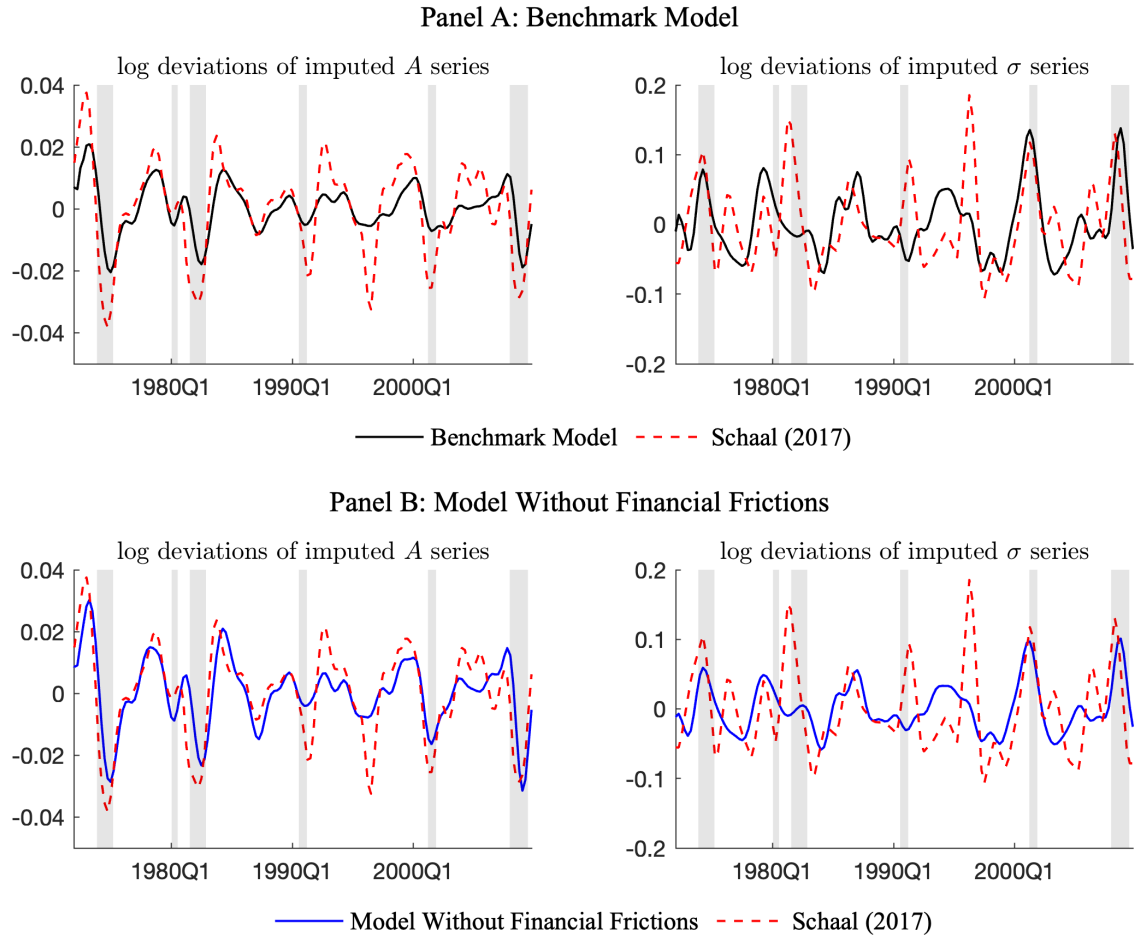 Panel A: Benchmark Model
log deviations of imputed A series
0.04
0.02
0
-0.02
-0.04
1980Q1 1990Q1 2000Q1
log deviations of imputed σ series
0.2
0.1
0
-0.1
-0.2
1980Q1 1990Q1 2000Q1
Benchmark Model Schaal (2017)
Panel B: Model Without Financial Frictions
log deviations of imputed A series
0.04
0.02
0
-0.02
-0.04
1980Q1 1990Q1 2000Q1
log deviations of imputed σ series
0.2
0.1
0
-0.1
-0.2
1980Q1 1990Q1 2000Q1
Model Without Financial Frictions Schaal (2017)